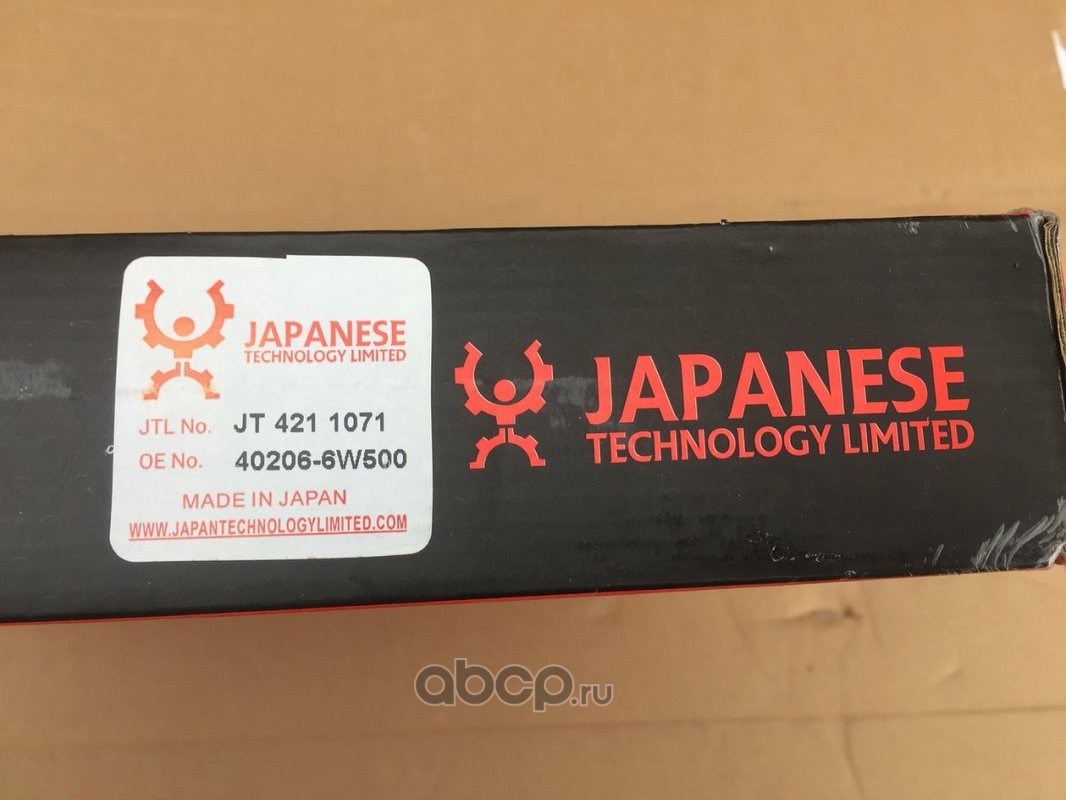 JAPANESE
TECHNOLOGY LIMITED
JTL No. JT 421 1071
OE No. 40206-6W500
MADE IN JAPAN
WWW.JAPANTECHNOLOGYLIMITED.COM
JAPANESE
TECHNOLOGY LIMITED
abcp.ru